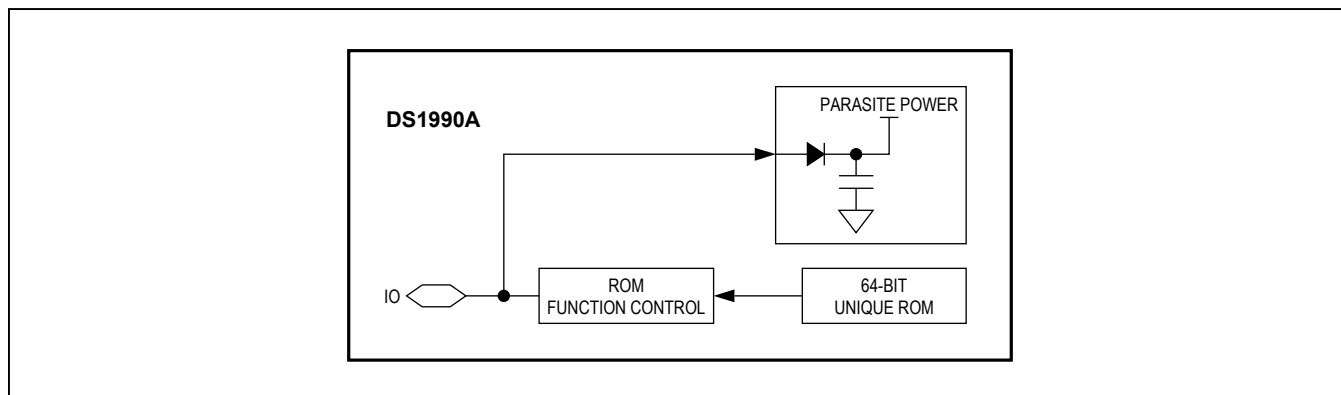 DS1990A
PARASITE POWER
IO
ROM
FUNCTION CONTROL
64-BIT
UNIQUE ROM